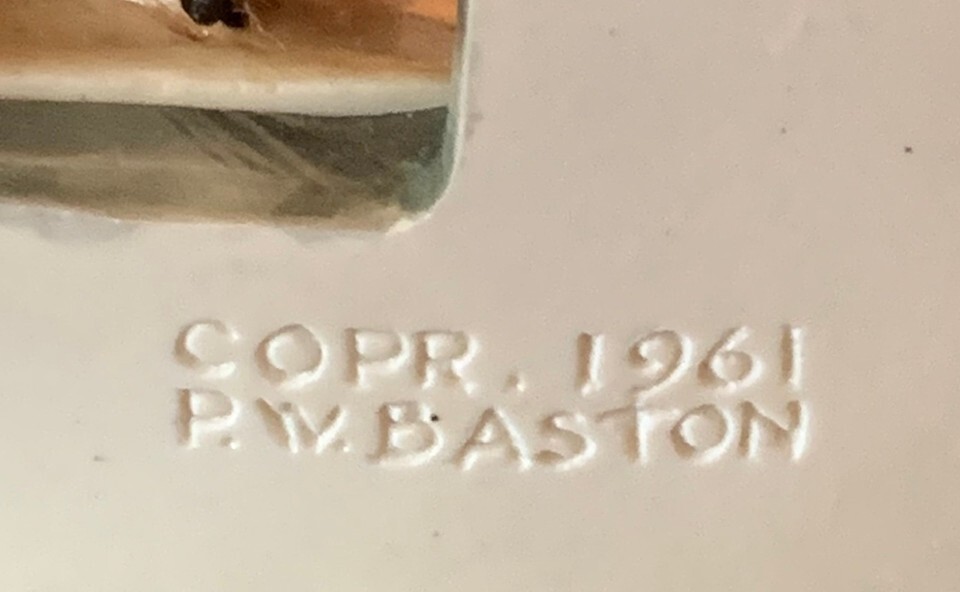 COPR. 1961
P.W. BASTON